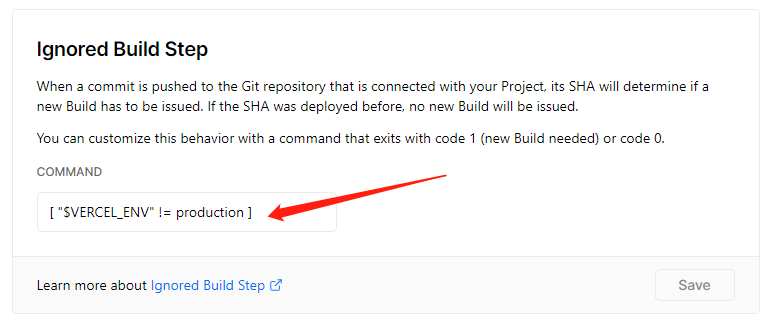 Ignored Build Step
When a commit is pushed to the Git repository that is connected with your Project, its SHA will determine if a
new Build has to be issued. If the SHA was deployed before, no new Build will be issued.
You can customize this behavior with a command that exits with code 1 (new Build needed) or code 0.
COMMAND
[ "$VERCEL_ENV" != production ]
Learn more about Ignored Build Step
Save